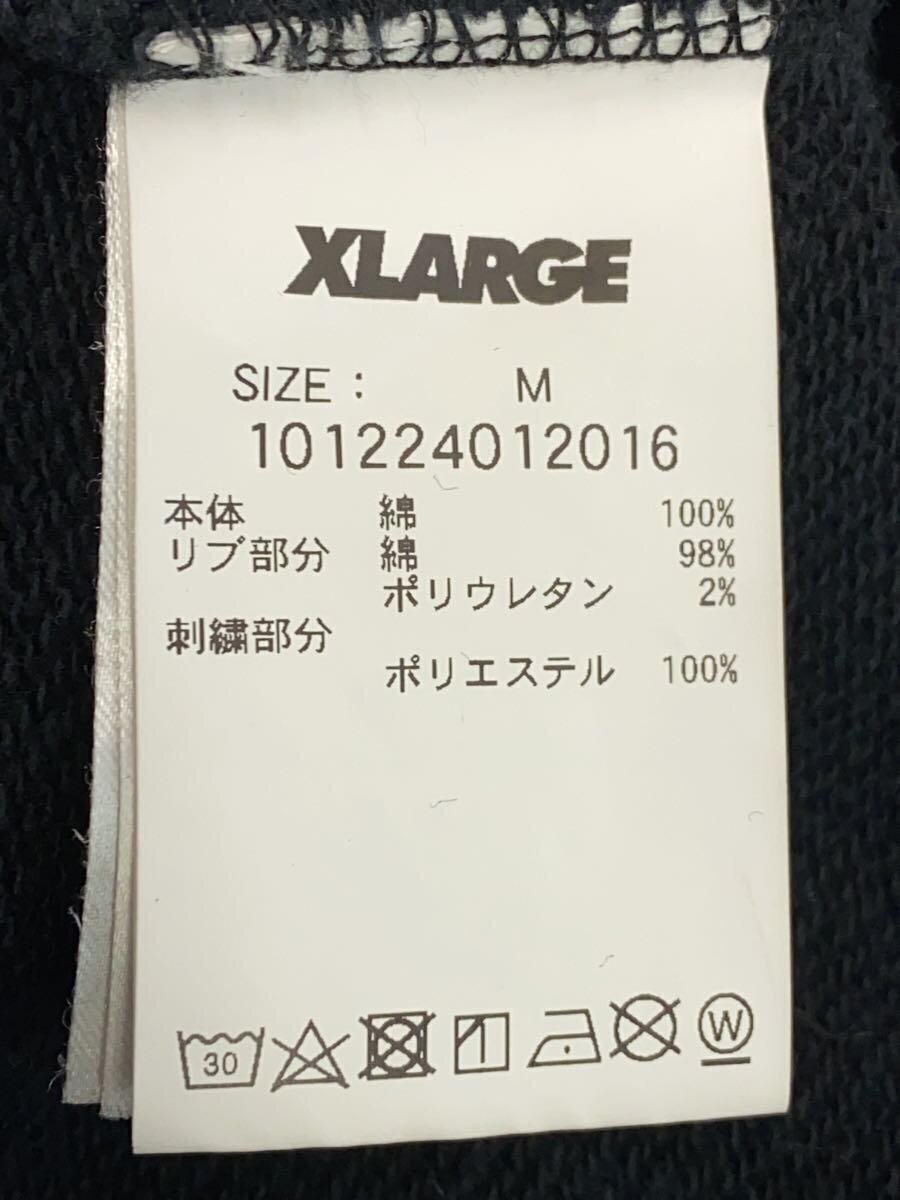 XLARGE
SIZE : M
101224012016
本体 綿 100%
リブ部分 綿 98%
ポリウレタン 2%
刺繍部分
ポリエステル 100%
30 W